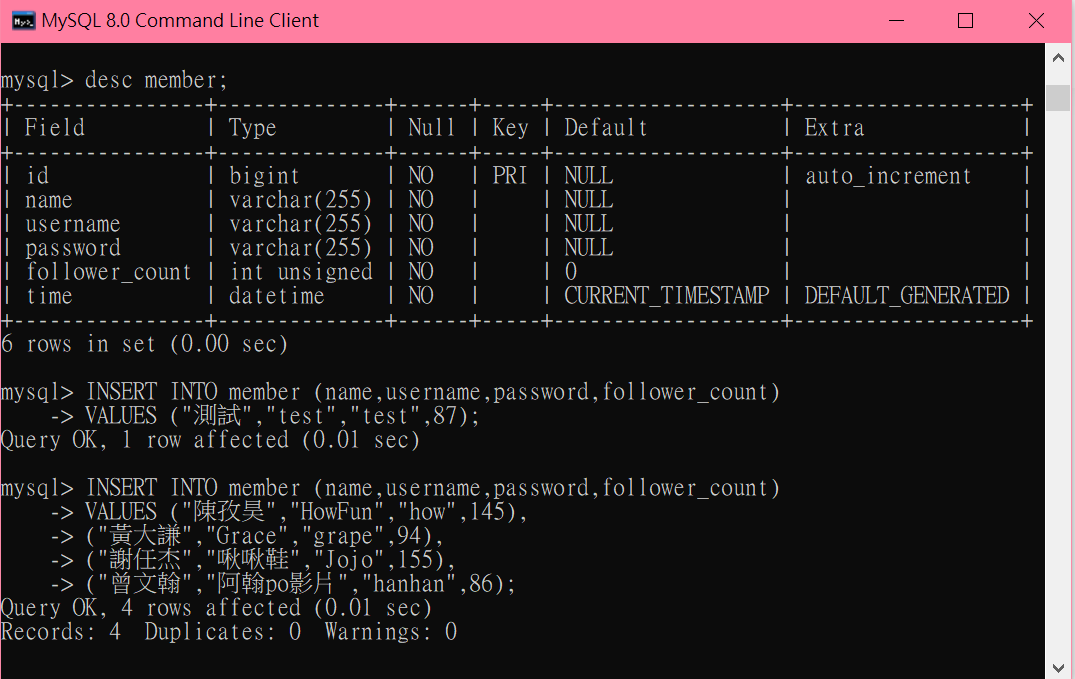 MySQL 8.0 Command Line Client
mysql> desc member;
+----------------+--------------+------+-----+-------------------+-------------------+
| Field          | Type         | Null | Key | Default           | Extra             |
+----------------+--------------+------+-----+-------------------+-------------------+
| id             | bigint       | NO   | PRI | NULL              | auto_increment    |
| name           | varchar(255) | NO   |     | NULL              |                   |
| username       | varchar(255) | NO   |     | NULL              |                   |
| password       | varchar(255) | NO   |     | NULL              |                   |
| follower_count | int unsigned | NO   |     | 0                 |                   |
| time           | datetime     | NO   |     | CURRENT_TIMESTAMP | DEFAULT_GENERATED |
+----------------+--------------+------+-----+-------------------+-------------------+
6 rows in set (0.00 sec)
mysql> INSERT INTO member (name,username,password,follower_count)
    -> VALUES ("測試","test","test",87);
Query OK, 1 row affected (0.01 sec)
mysql> INSERT INTO member (name,username,password,follower_count)
    -> VALUES ("陳孜昊","HowFun","how",145),
    -> ("黃大謙","Grace","grape",94),
    -> ("謝任杰","啾啾鞋","Jojo",155),
    -> ("曾文翰","阿翰po影片","hanhan",86);
Query OK, 4 rows affected (0.01 sec)
Records: 4  Duplicates: 0  Warnings: 0